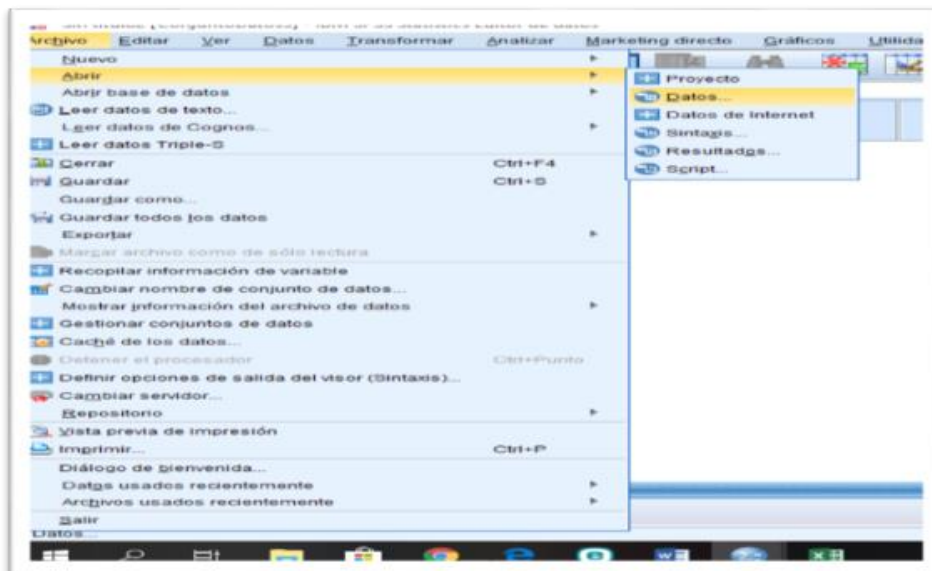 Archivo Editar Ver Datos Transformar Analizar Marketing directo Gráficos Utilida
Nuevo
Abrir
Abrir base de datos
Leer datos de texto...
Leer datos de Cognos...
Leer datos Triple-S
Cerrar Ctrl+F4
Guardar Ctrl+S
Guardar como...
Guardar todos los datos
Exportar
Marcar archivo como de sólo lectura
Recopilar información de variable
Cambiar nombre de conjunto de datos...
Mostrar información del archivo de datos
Gestionar conjuntos de datos
Caché de los datos...
Detener el procesador Ctrl+Punto
Definir opciones de salida del visor (Sintaxis)...
Cambiar servidor...
Repositorio
Vista previa de impresión
Imprimir... Ctrl+P
Diálogo de bienvenida...
Datos usados recientemente
Archivos usados recientemente
Salir
Datos...
Proyecto
Datos...
Datos de Internet
Sintaxis...
Resultados...
Script...